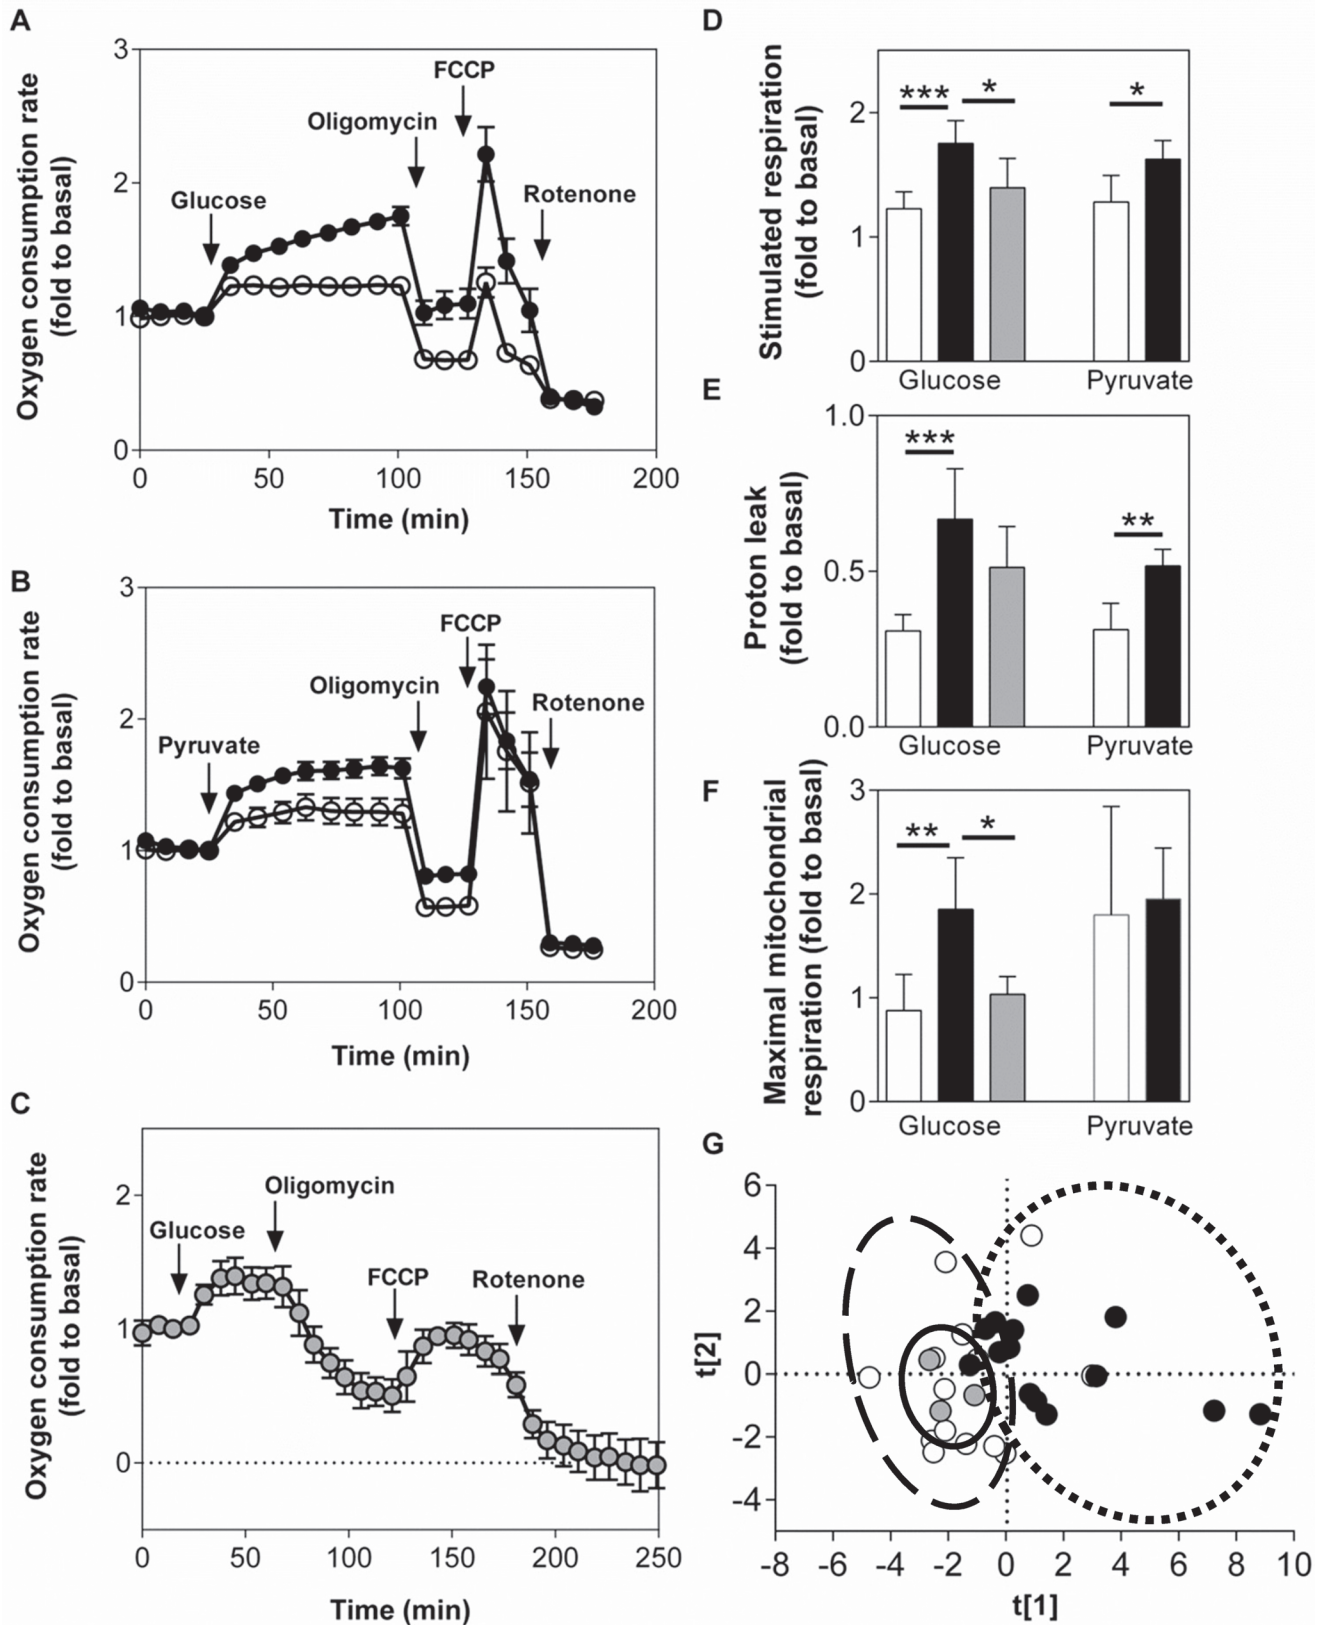 A
Oxygen consumption rate
(fold to basal)
3
2
1
0
Glucose
Oligomycin
FCCP
Rotenone
0 50 100 150 200
Time (min)
B
Oxygen consumption rate
(fold to basal)
3
2
1
0
Pyruvate
Oligomycin
FCCP
Rotenone
0 50 100 150 200
Time (min)
C
Oxygen consumption rate
(fold to basal)
2
1
0
Glucose
Oligomycin
FCCP
Rotenone
0 50 100 150 200 250
Time (min)
D
Stimulated respiration
(fold to basal)
2
1
0
*** * *
Glucose Pyruvate
E
Proton leak
(fold to basal)
1.0
0.5
0.0
*** **
Glucose Pyruvate
F
Maximal mitochondrial
respiration (fold to basal)
3
2
1
0
** *
Glucose Pyruvate
G
t[2]
6
4
2
0
-2
-4
-8 -6 -4 -2 0 2 4 6 8 10
t[1]